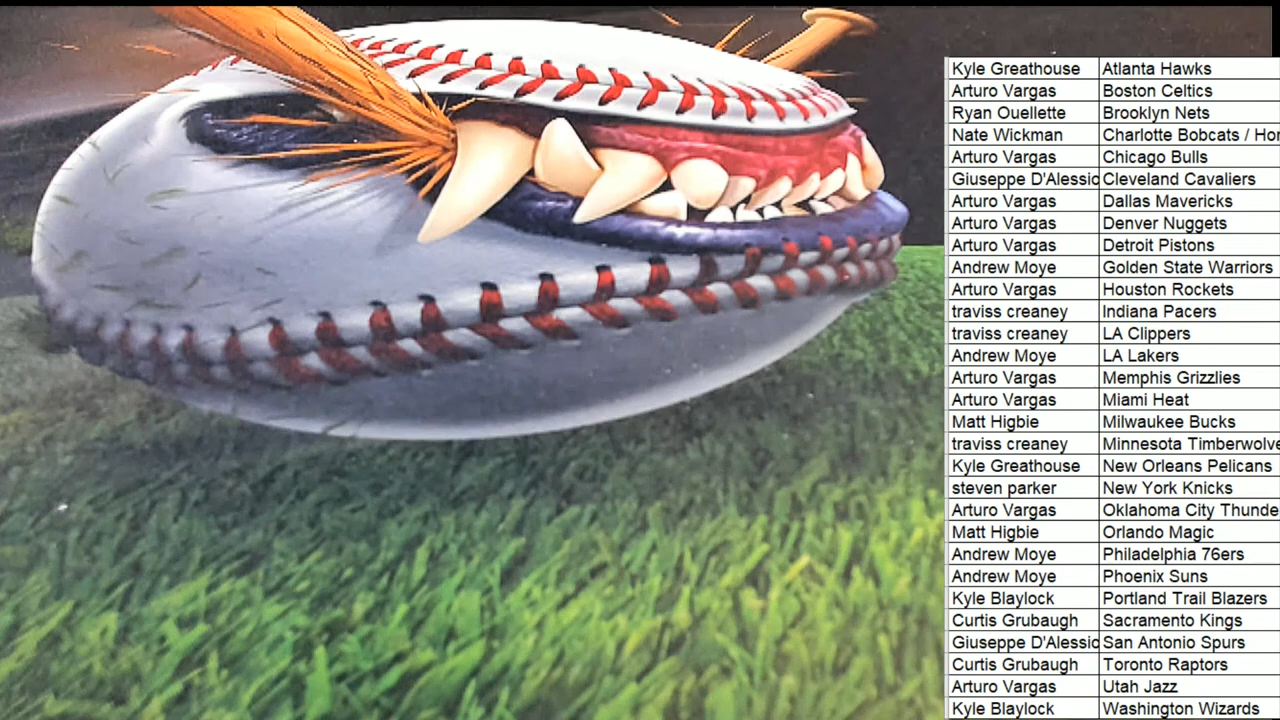 Kyle Greathouse Atlanta Hawks
Arturo Vargas Boston Celtics
Ryan Ouellette Brooklyn Nets
Nate Wickman Charlotte Bobcats / Ho
Arturo Vargas Chicago Bulls
Giuseppe D'Alessio Cleveland Cavaliers
Arturo Vargas Dallas Mavericks
Arturo Vargas Denver Nuggets
Arturo Vargas Detroit Pistons
Andrew Moye Golden State Warriors
Arturo Vargas Houston Rockets
traviss creaney Indiana Pacers
traviss creaney LA Clippers
Andrew Moye LA Lakers
Arturo Vargas Memphis Grizzlies
Arturo Vargas Miami Heat
Matt Higbie Milwaukee Bucks
traviss creaney Minnesota Timberwolve
Kyle Greathouse New Orleans Pelicans
steven parker New York Knicks
Arturo Vargas Oklahoma City Thunde
Matt Higbie Orlando Magic
Andrew Moye Philadelphia 76ers
Andrew Moye Phoenix Suns
Kyle Blaylock Portland Trail Blazers
Curtis Grubaugh Sacramento Kings
Giuseppe D'Alessio San Antonio Spurs
Curtis Grubaugh Toronto Raptors
Arturo Vargas Utah Jazz
Kyle Blaylock Washington Wizards